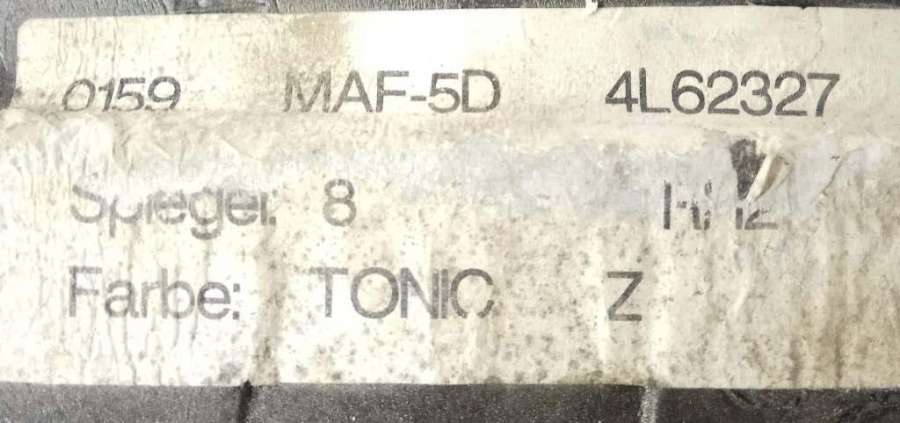 0159 MAF-5D 4L62327
Spiegel: 8
Farbe: TONIC Z